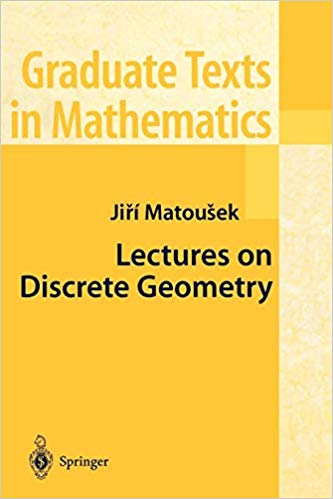 Graduate Texts
in Mathematics
Jiří Matoušek
Lectures on
Discrete Geometry
Springer